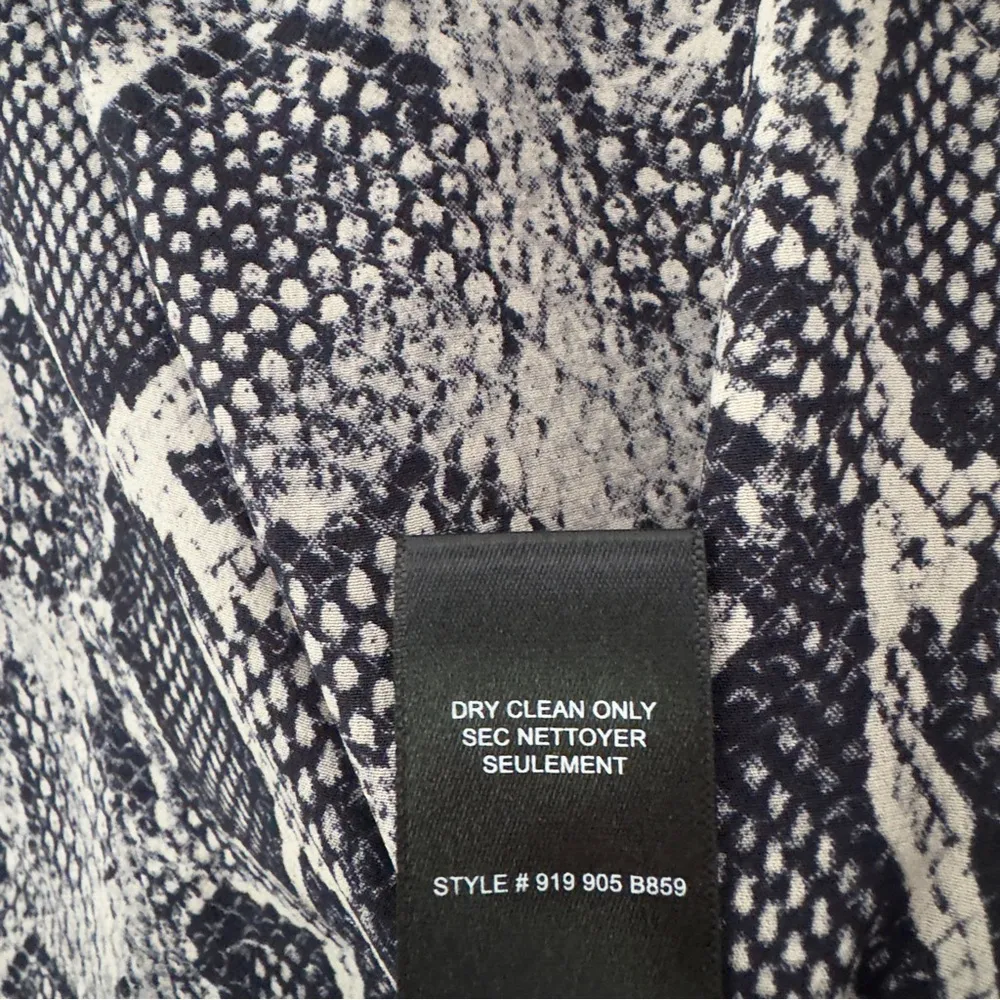 DRY CLEAN ONLY
SEC NETTOYER
SEULEMENT
STYLE # 919 905 B859